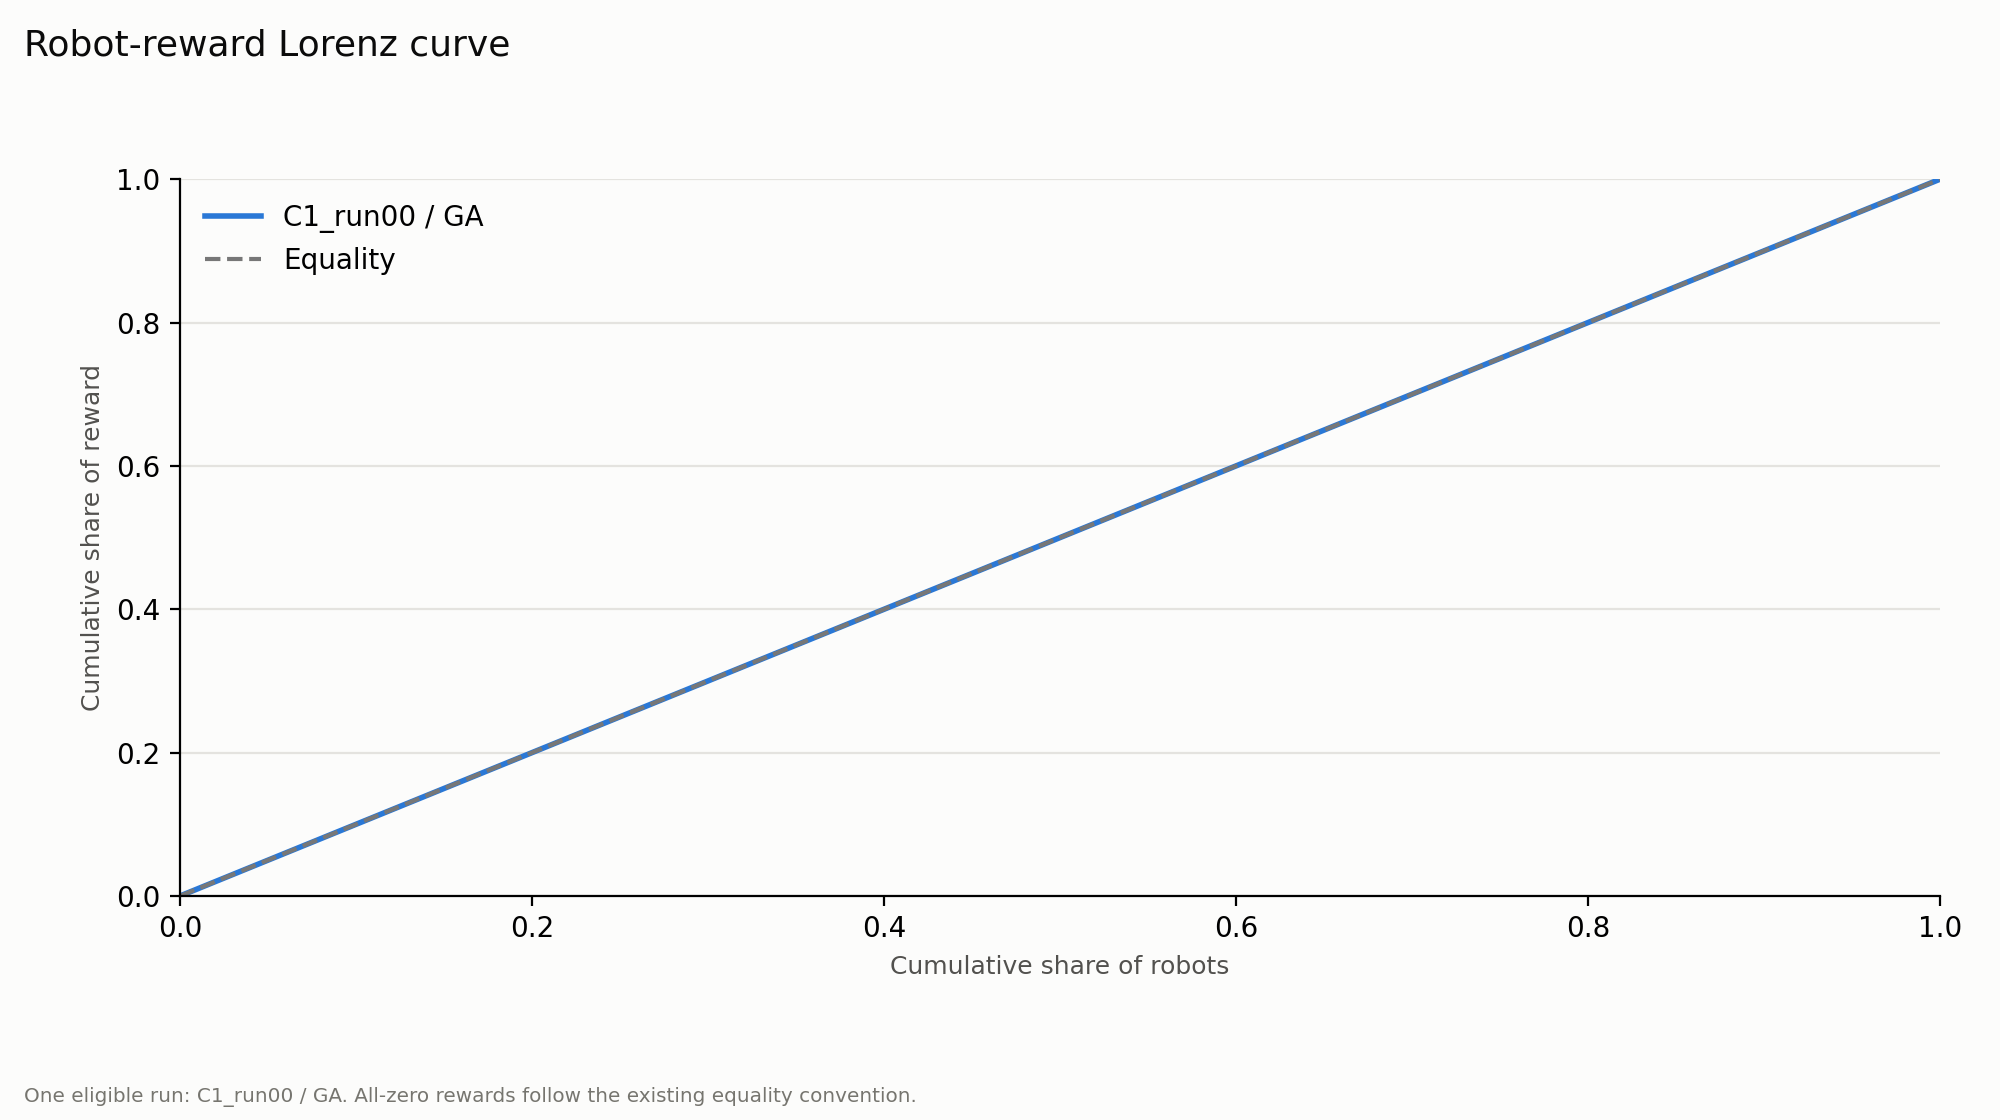 Robot-reward Lorenz curve
C1_run00 / GA
Equality
Cumulative share of reward
1.0
0.8
0.6
0.4
0.2
0.0
0.0 0.2 0.4 0.6 0.8 1.0
Cumulative share of robots
One eligible run: C1_run00 / GA. All-zero rewards follow the existing equality convention.